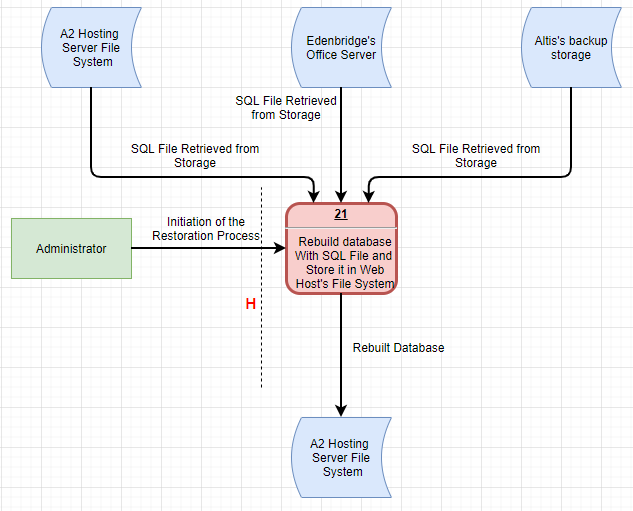 A2 Hosting
Server File
System
Edenbridge's
Office Server
Altis's backup
storage
SQL File Retrieved
from Storage
SQL File Retrieved from
Storage
SQL File Retrieved from
Storage
Administrator
Initiation of the
Restoration Process
21
Rebuild database
With SQL File and
Store it in Web
Host's File System
H
Rebuilt Database
A2 Hosting
Server File
System